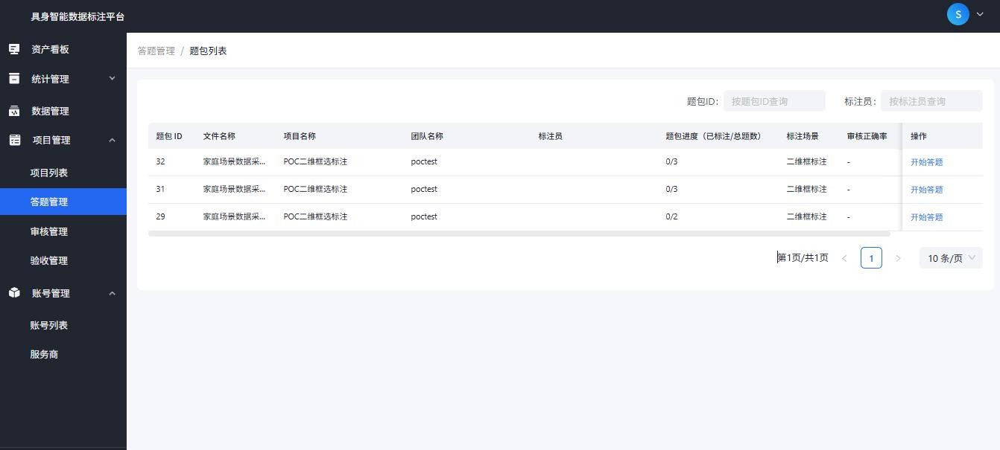 具身智能数据标注平台
S
资产看板
统计管理
数据管理
项目管理
项目列表
答题管理
审核管理
验收管理
账号管理
账号列表
服务商
答题管理 / 题包列表
题包ID: 按题包ID查询 标注员: 按标注员查询
题包 ID 文件名称 项目名称 团队名称 标注员 题包进度（已标注/总题数） 标注场景 审核正确率 操作
32 家庭场景数据采... POC二维框选标注 poctest 0/3 二维框标注 - 开始答题
31 家庭场景数据采... POC二维框选标注 poctest 0/3 二维框标注 - 开始答题
29 家庭场景数据采... POC二维框选标注 poctest 0/2 二维框标注 - 开始答题
第1页/共1页 < 1 > 10 条/页